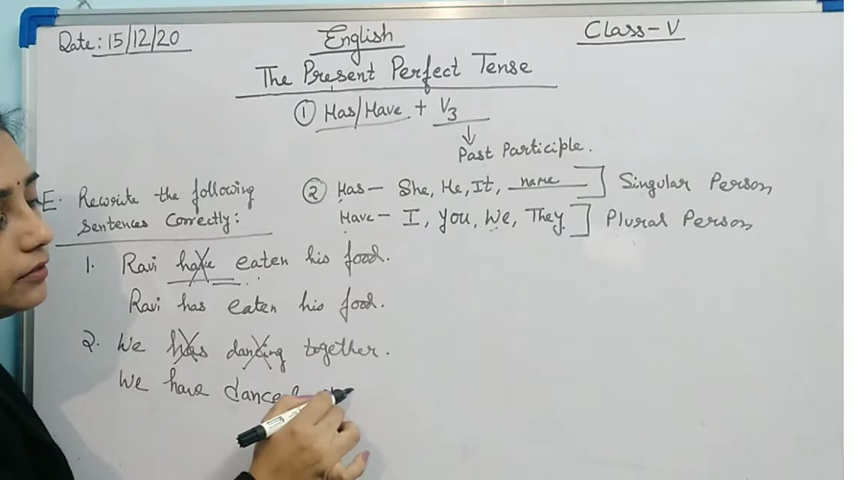 Date: 15/12/20
English
Class-V
The Present Perfect Tense
① Has/Have + V3
Past Participle.
E. Rewrite the following
sentences correctly:
② Has- She, He, It, name ] Singular Person
Have- I, you, We, They ] Plural Person
1. Ravi have eaten his food.
Ravi has eaten his food.
2. We has dancing together.
We have danced